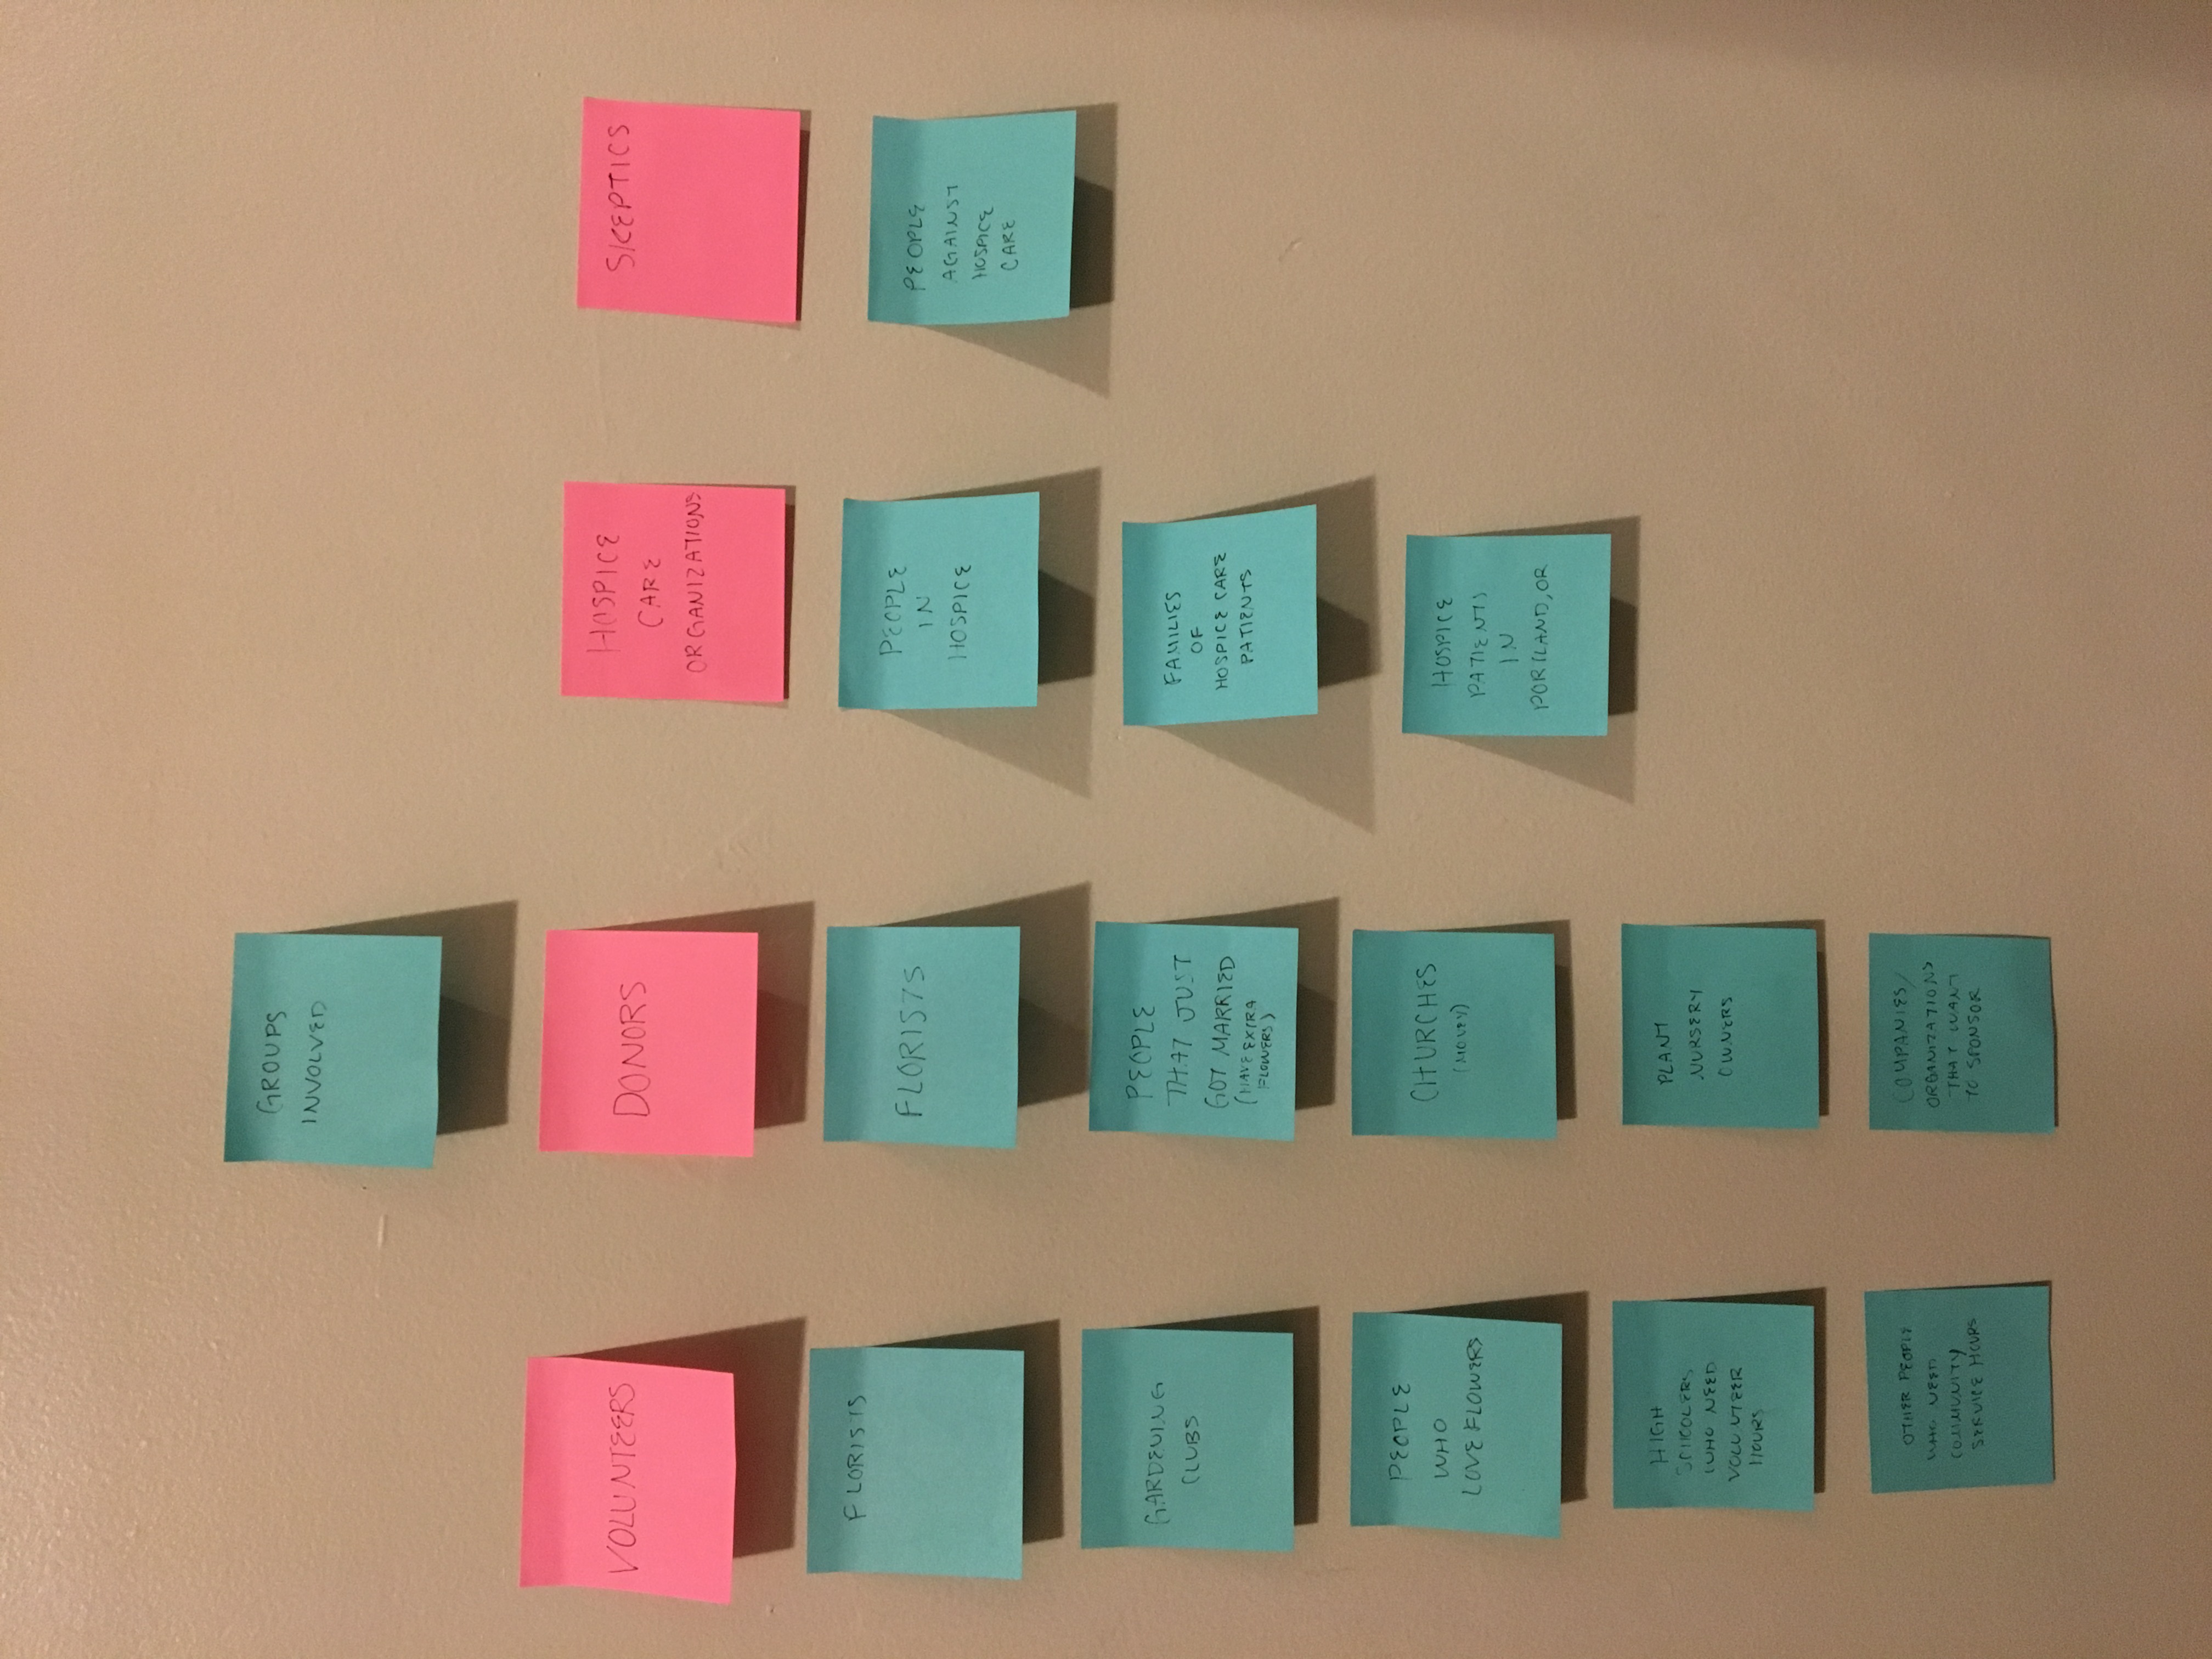 GROUPS
INVOLVED
VOLUNTEERS
FLORISTS
GARDENING
CLUBS
PEOPLE
WHO
LOVE FLOWERS
HIGH
SCHOOLERS
WHO NEED
VOLUNTEER
HOURS
OTHER PEOPLE
WHO NEED
COMMUNITY
SERVICE HOURS
DONORS
FLORISTS
PEOPLE
THAT JUST
GOT MARRIED
(HAVE EXTRA
FLOWERS)
CHURCHES
(MONEY)
PLANT
NURSERY
OWNERS
COMPANIES/
ORGANIZATIONS
THAT WANT
TO SPONSOR
HOSPICE
CARE
ORGANIZATIONS
PEOPLE
IN
HOSPICE
FAMILIES
OF
HOSPICE CARE
PATIENTS
HOSPICE
PATIENTS
IN
PORTLAND, OR
SKEPTICS
PEOPLE
AGAINST
HOSPICE
CARE